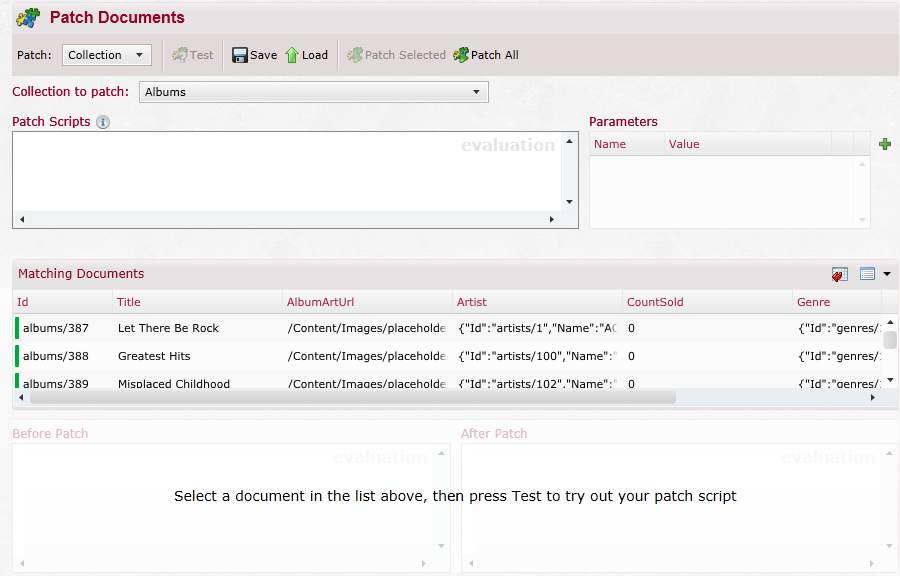 Patch Documents
Patch: Collection Test Save Load Patch Selected Patch All
Collection to patch: Albums
Patch Scripts Parameters
evaluation Name Value
Matching Documents
Id Title AlbumArtUrl Artist CountSold Genre
albums/387 Let There Be Rock /Content/Images/placeholde {"Id":"artists/1","Name":"AC 0 {"Id":"genres/
albums/388 Greatest Hits /Content/Images/placeholde {"Id":"artists/100","Name":" 0 {"Id":"genres/
albums/389 Misplaced Childhood /Content/Images/placeholde {"Id":"artists/102","Name":" 0 {"Id":"genres/
Before Patch After Patch
evaluation evaluation
Select a document in the list above, then press Test to try out your patch script